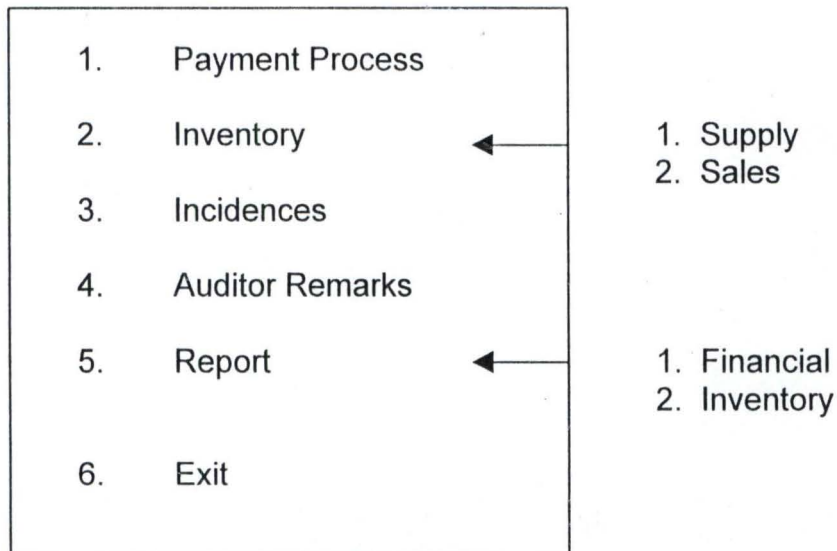 1. Payment Process
2. Inventory
1. Supply
2. Sales
3. Incidences
4. Auditor Remarks
5. Report
1. Financial
2. Inventory
6. Exit